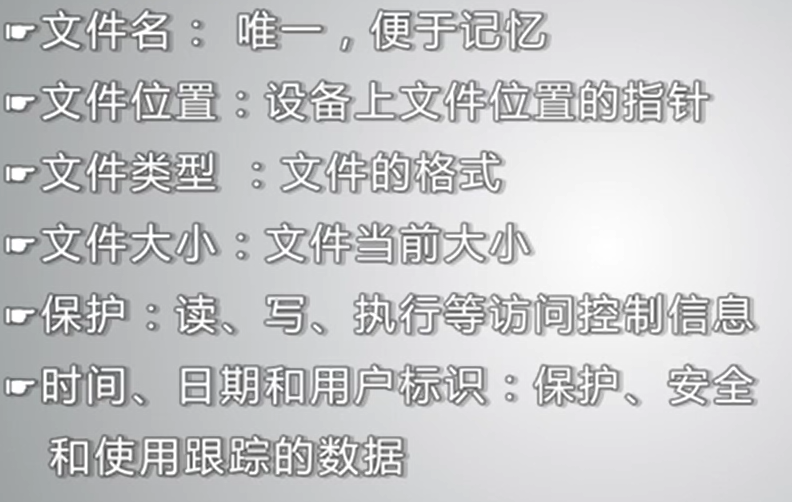 ☛文件名： 唯一，便于记忆
☛文件位置：设备上文件位置的指针
☛文件类型 ：文件的格式
☛文件大小：文件当前大小
☛保护：读、写、执行等访问控制信息
☛时间、日期和用户标识：保护、安全
和使用跟踪的数据